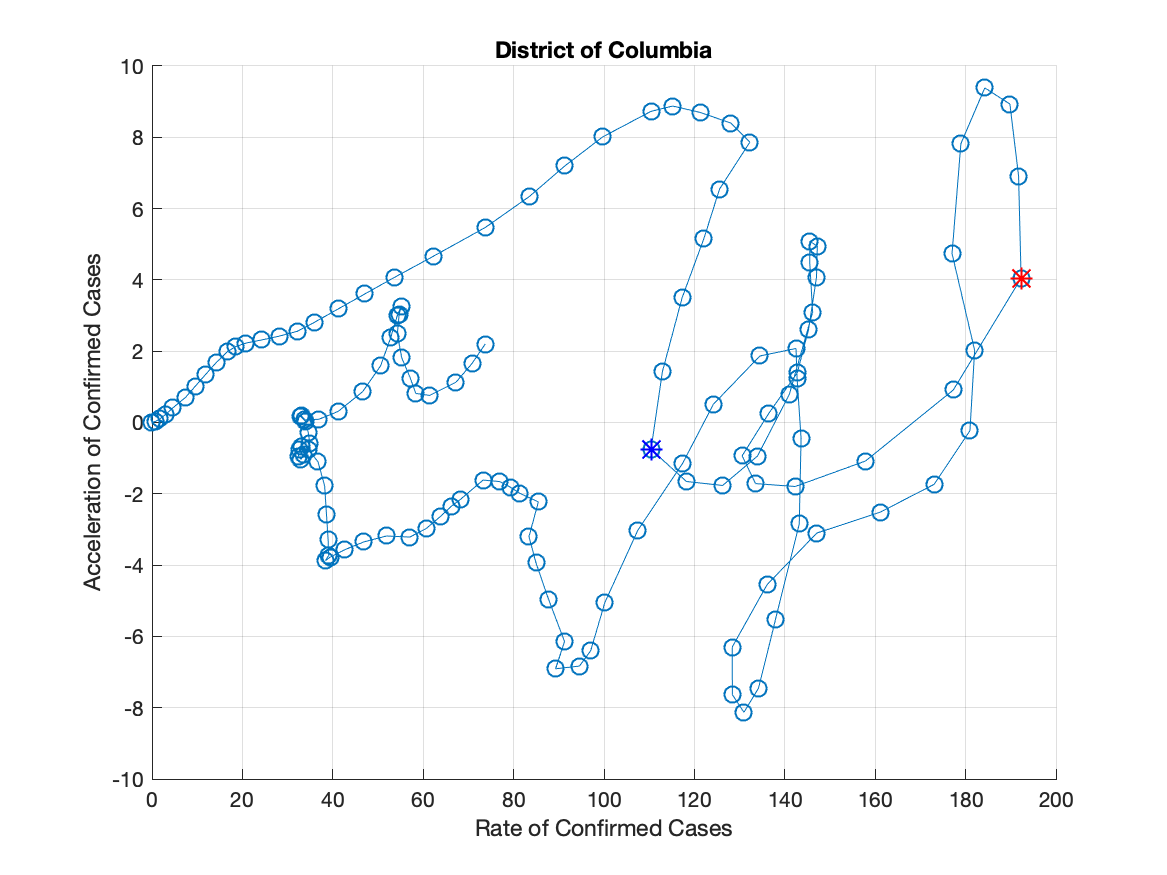 District of Columbia
10
8
6
4
2
0
-2
-4
-6
-8
-10
Acceleration of Confirmed Cases
0 20 40 60 80 100 120 140 160 180 200
Rate of Confirmed Cases